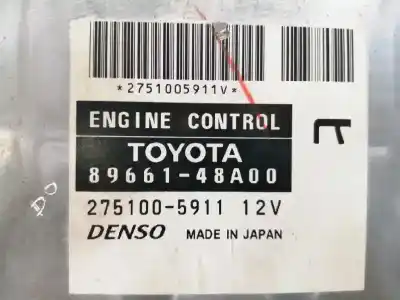 *2751005911V*
ENGINE CONTROL
TOYOTA
89661-48A00
275100-5911 12V
DENSO MADE IN JAPAN